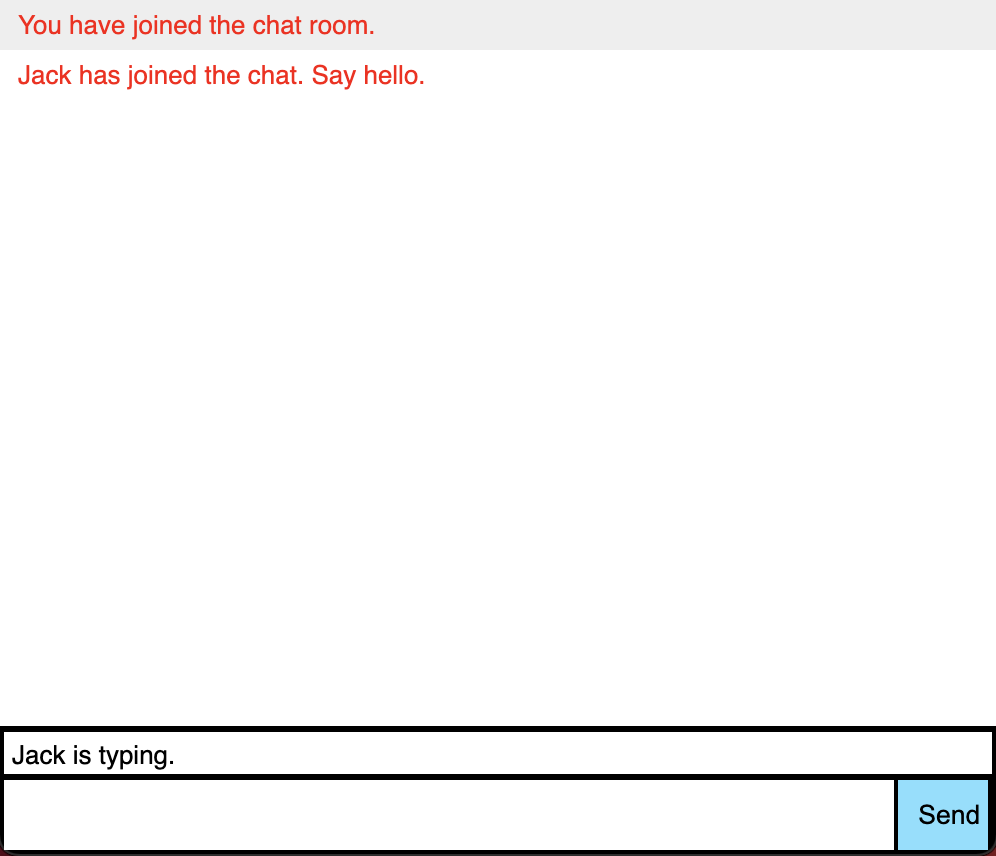 You have joined the chat room.
Jack has joined the chat. Say hello.
Jack is typing.
Send